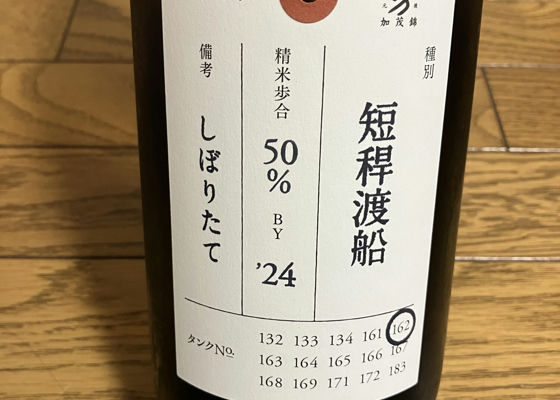 加茂錦
種別
短稈渡船
精米歩合
50
%
BY
'24
備考
しぼりたて
タンクNo.
132 133 134 161 162
163 164 165 166 167
168 169 171 172 183